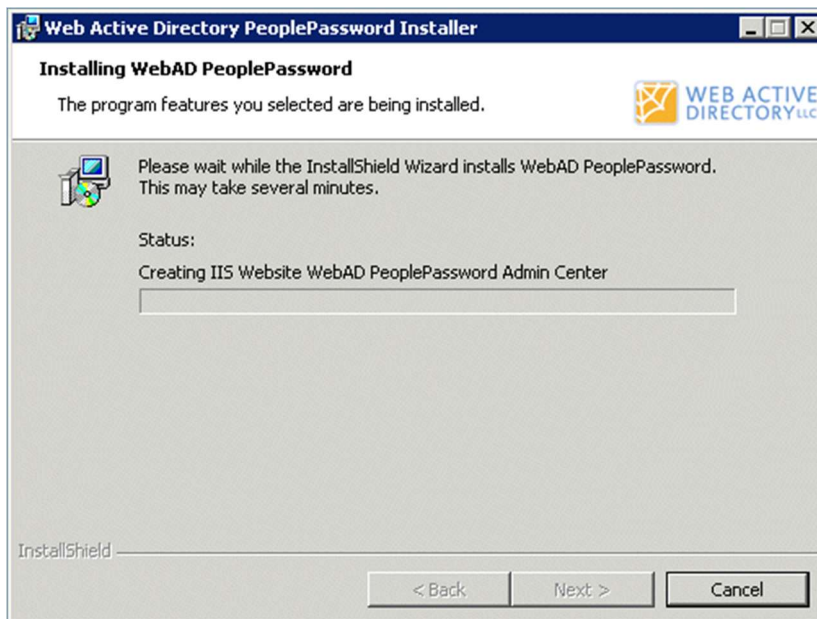 Web Active Directory PeoplePassword Installer
Installing WebAD PeoplePassword
The program features you selected are being installed.
WEB ACTIVE
DIRECTORY LLC
Please wait while the InstallShield Wizard installs WebAD PeoplePassword.
This may take several minutes.
Status:
Creating IIS Website WebAD PeoplePassword Admin Center
InstallShield
< Back
Next >
Cancel